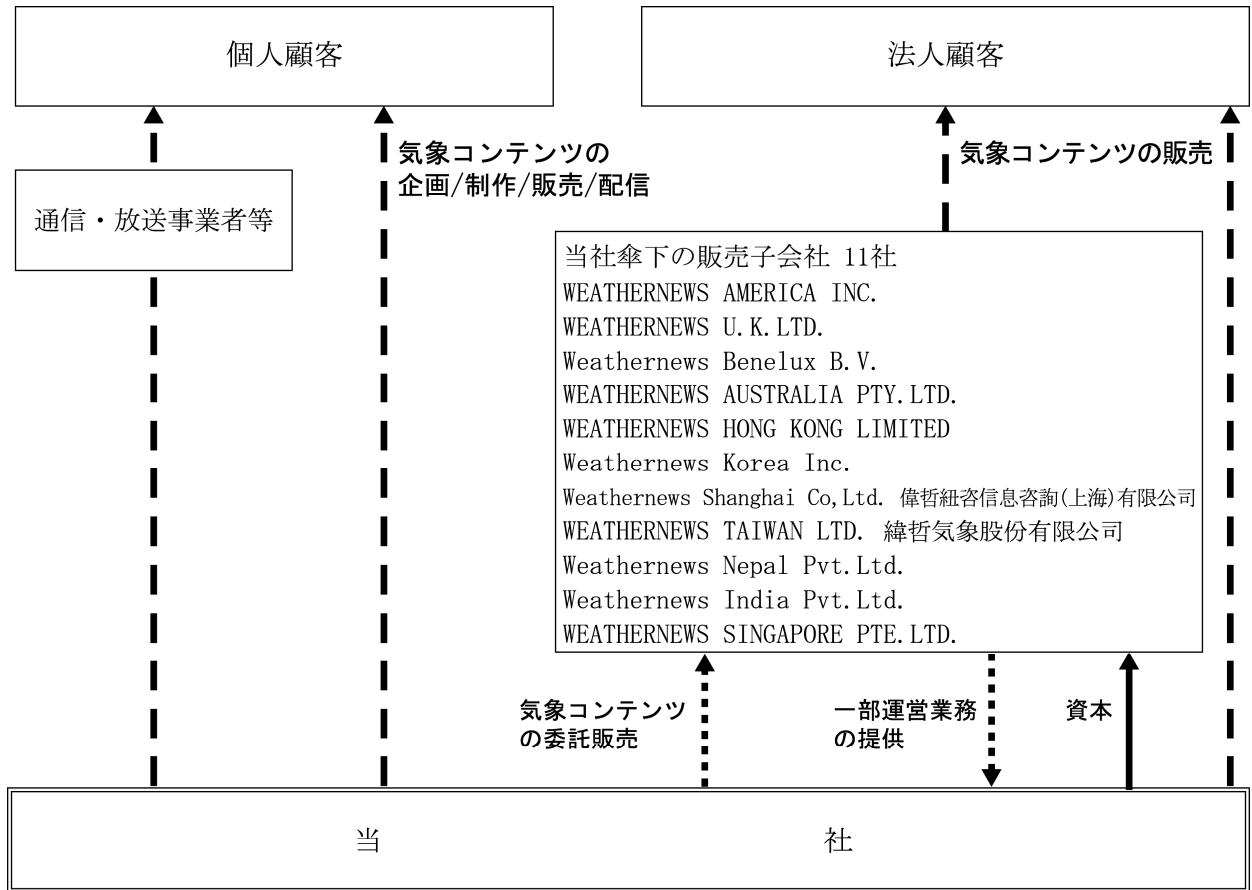 個人顧客
法人顧客
気象コンテンツの
企画/制作/販売/配信
気象コンテンツの販売
通信・放送事業者等
当社傘下の販売子会社 11社
WEATHERNEWS AMERICA INC.
WEATHERNEWS U.K.LTD.
Weathernews Benelux B.V.
WEATHERNEWS AUSTRALIA PTY.LTD.
WEATHERNEWS HONG KONG LIMITED
Weathernews Korea Inc.
Weathernews Shanghai Co,Ltd. 偉哲紐咨信息咨詢(上海)有限公司
WEATHERNEWS TAIWAN LTD. 緯哲気象股份有限公司
Weathernews Nepal Pvt.Ltd.
Weathernews India Pvt.Ltd.
WEATHERNEWS SINGAPORE PTE.LTD.
気象コンテンツ
の委託販売
一部運営業務
の提供
資本
当社